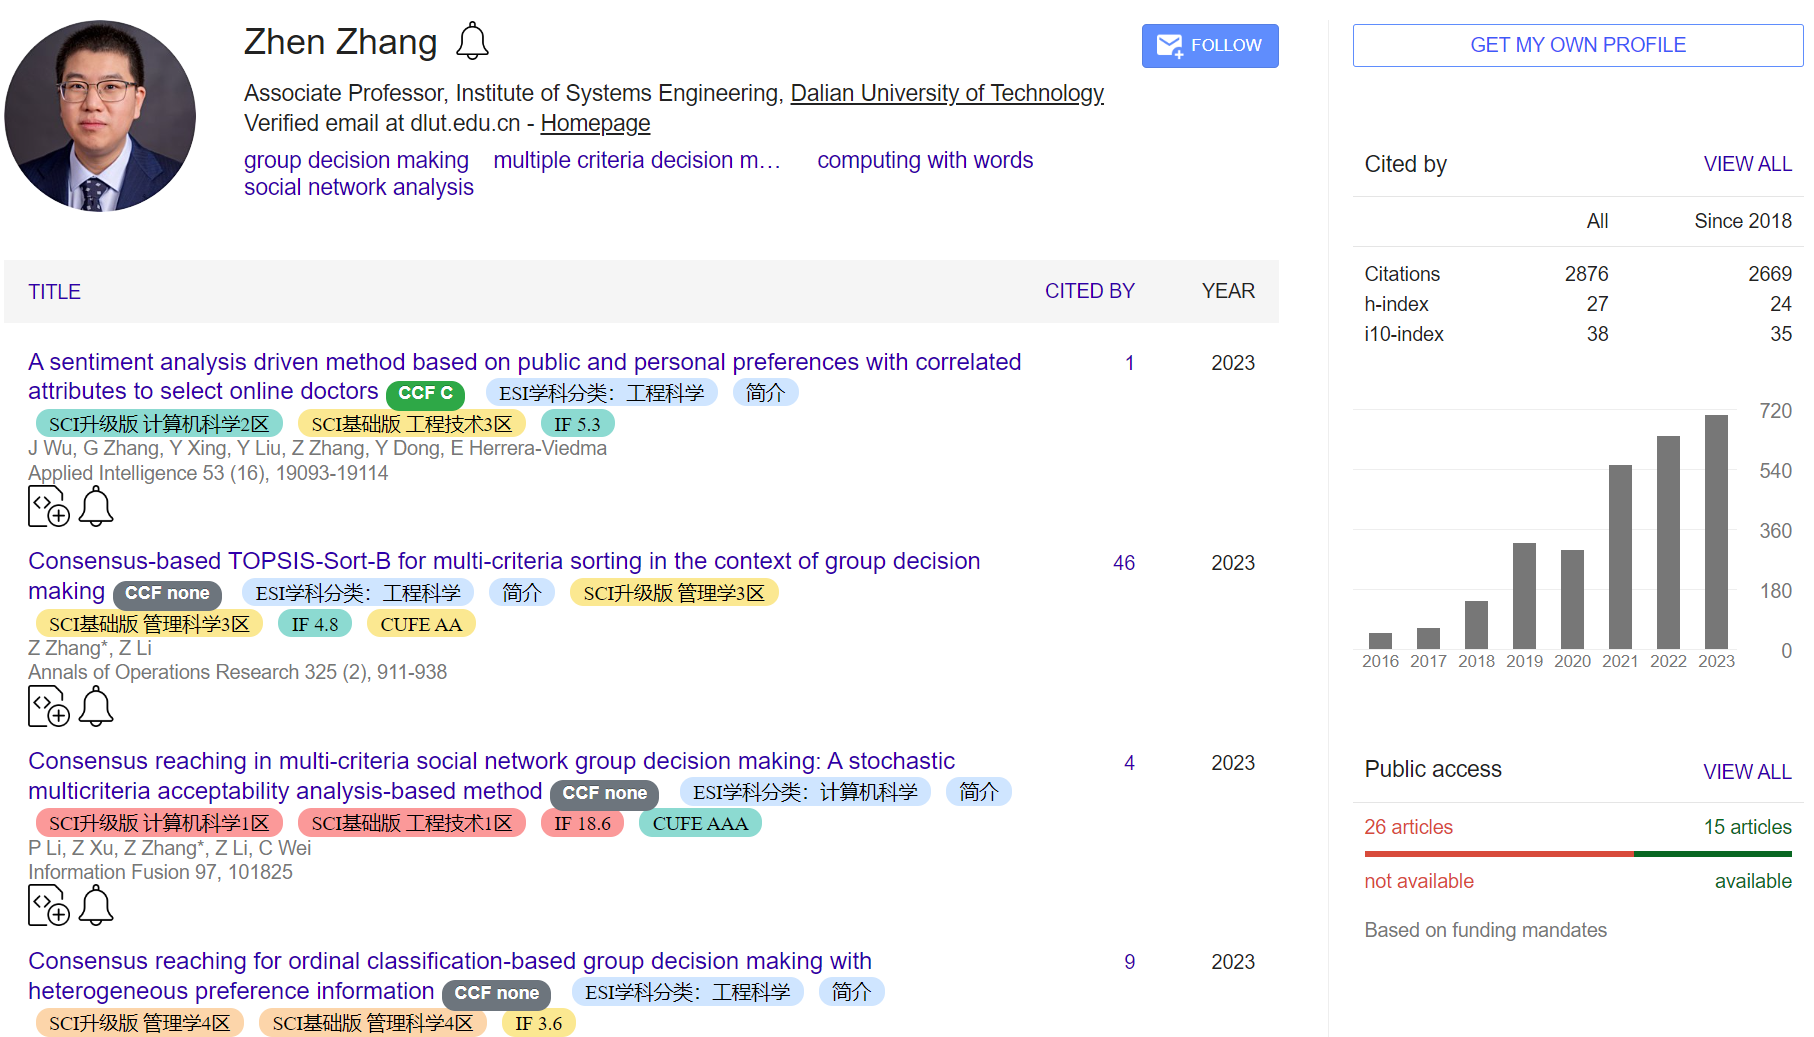 Zhen Zhang
FOLLOW
Associate Professor, Institute of Systems Engineering, Dalian University of Technology
Verified email at dlut.edu.cn - Homepage
group decision making multiple criteria decision m… computing with words
social network analysis
TITLE CITED BY YEAR
A sentiment analysis driven method based on public and personal preferences with correlated 1 2023
attributes to select online doctors CCF C ESI学科分类：工程科学 简介
SCI升级版 计算机科学2区 SCI基础版 工程技术3区 IF 5.3
J Wu, G Zhang, Y Xing, Y Liu, Z Zhang, Y Dong, E Herrera-Viedma
Applied Intelligence 53 (16), 19093-19114
Consensus-based TOPSIS-Sort-B for multi-criteria sorting in the context of group decision 46 2023
making CCF none ESI学科分类：工程科学 简介 SCI升级版 管理学3区
SCI基础版 管理科学3区 IF 4.8 CUFE AA
Z Zhang*, Z Li
Annals of Operations Research 325 (2), 911-938
Consensus reaching in multi-criteria social network group decision making: A stochastic 4 2023
multicriteria acceptability analysis-based method CCF none ESI学科分类：计算机科学 简介
SCI升级版 计算机科学1区 SCI基础版 工程技术1区 IF 18.6 CUFE AAA
P Li, Z Xu, Z Zhang*, Z Li, C Wei
Information Fusion 97, 101825
Consensus reaching for ordinal classification-based group decision making with 9 2023
heterogeneous preference information CCF none ESI学科分类：工程科学 简介
SCI升级版 管理学4区 SCI基础版 管理科学4区 IF 3.6
GET MY OWN PROFILE
Cited by VIEW ALL
All Since 2018
Citations 2876 2669
h-index 27 24
i10-index 38 35
720
540
360
180
0
2016 2017 2018 2019 2020 2021 2022 2023
Public access VIEW ALL
26 articles 15 articles
not available available
Based on funding mandates